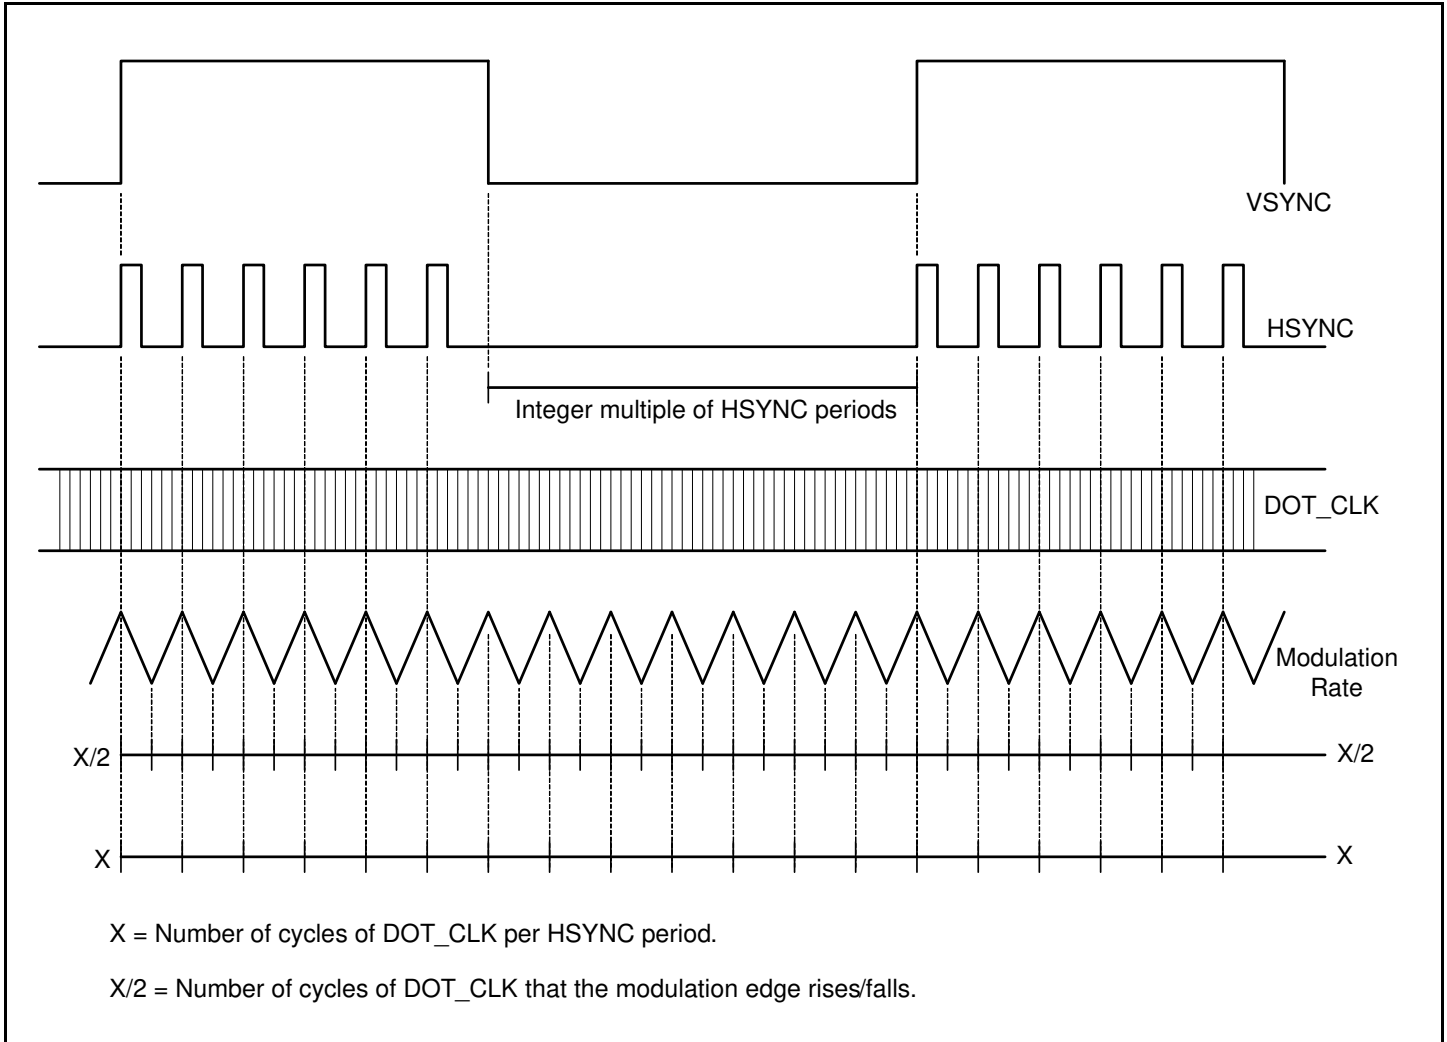 VSYNC
HSYNC
Integer multiple of HSYNC periods
DOT_CLK
Modulation
Rate
X/2
X/2
X
X
X = Number of cycles of DOT_CLK per HSYNC period.
X/2 = Number of cycles of DOT_CLK that the modulation edge rises/falls.